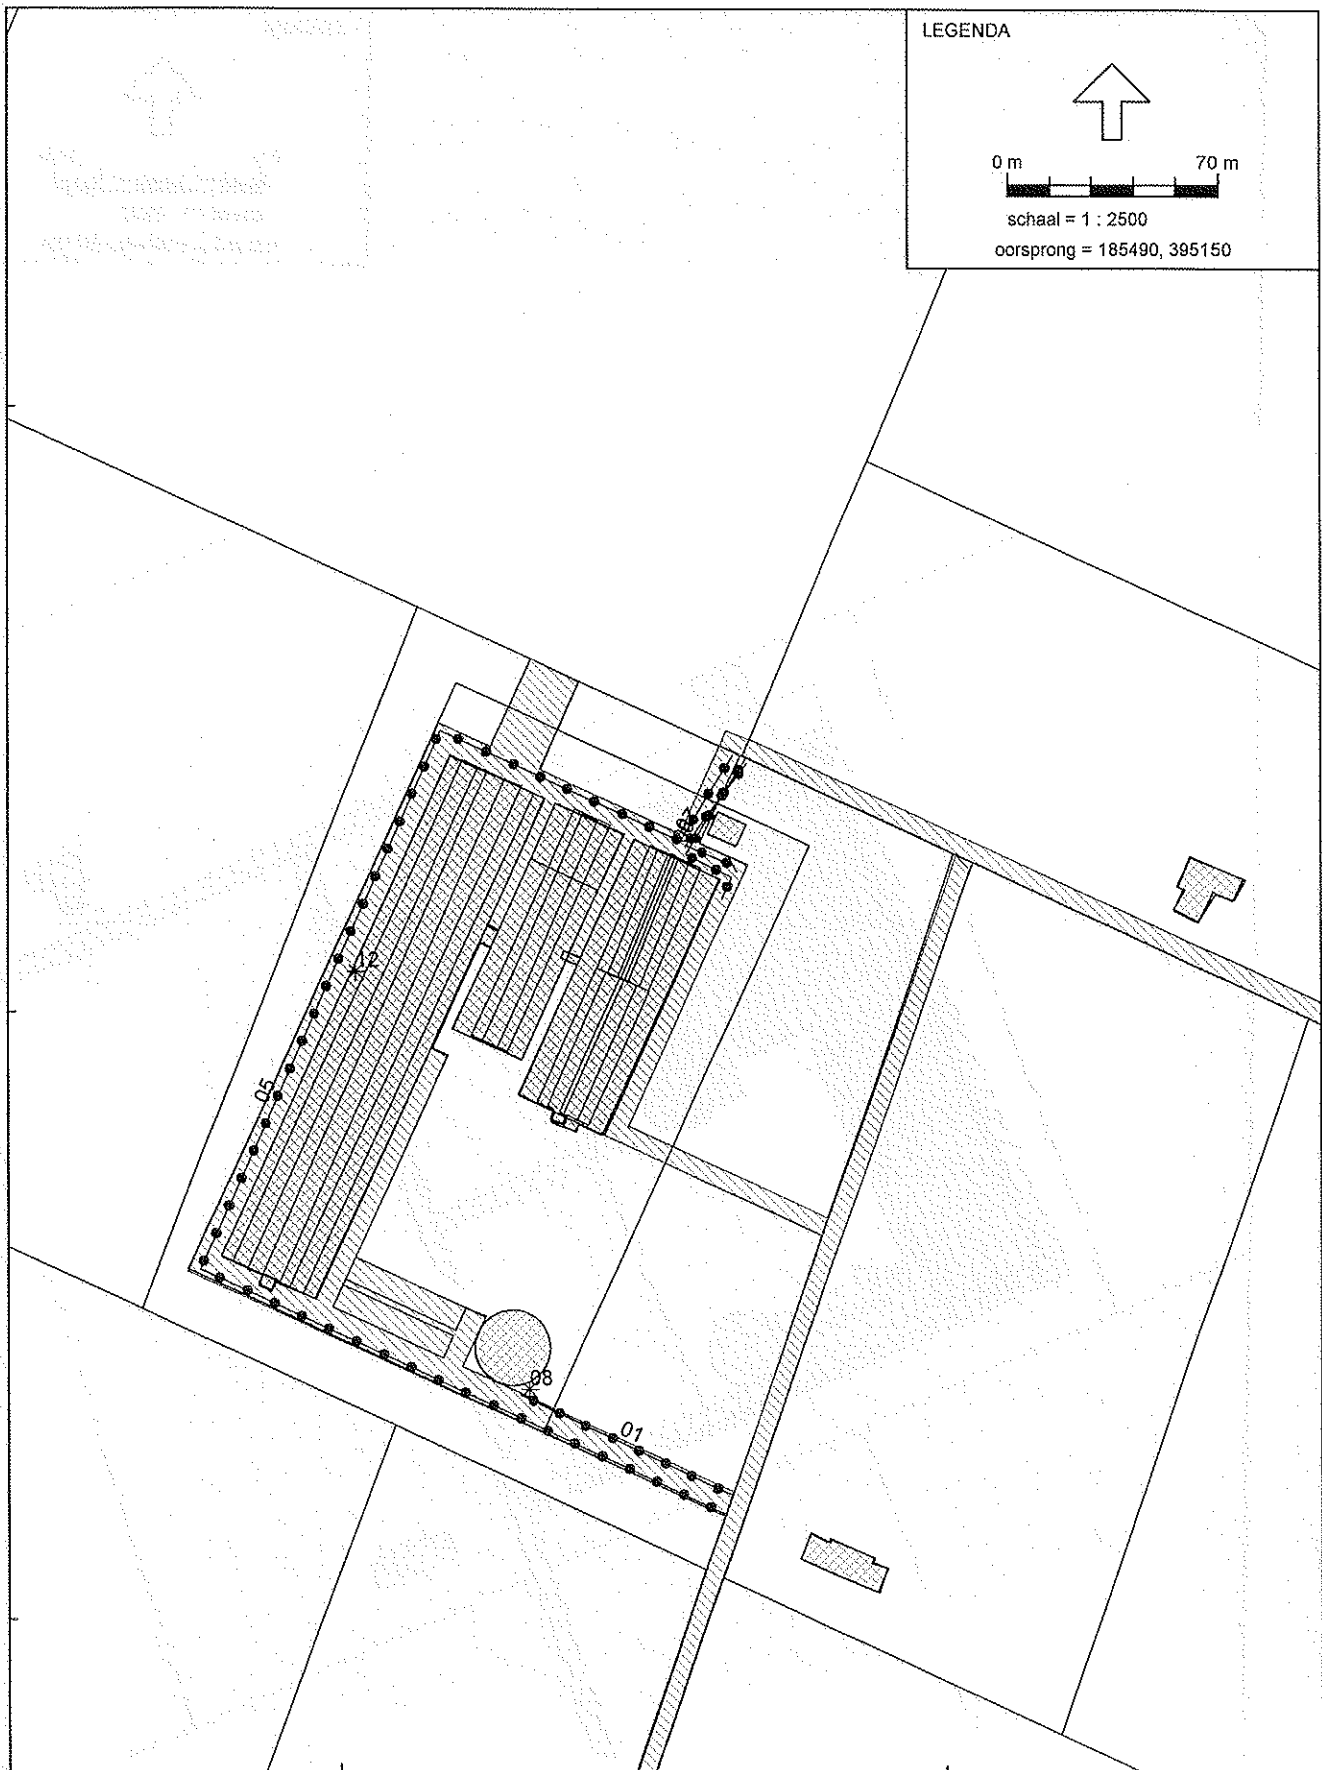 LEGENDA
0 m 70 m
schaal = 1 : 2500
oorsprong = 185490, 395150
12
05
08
01